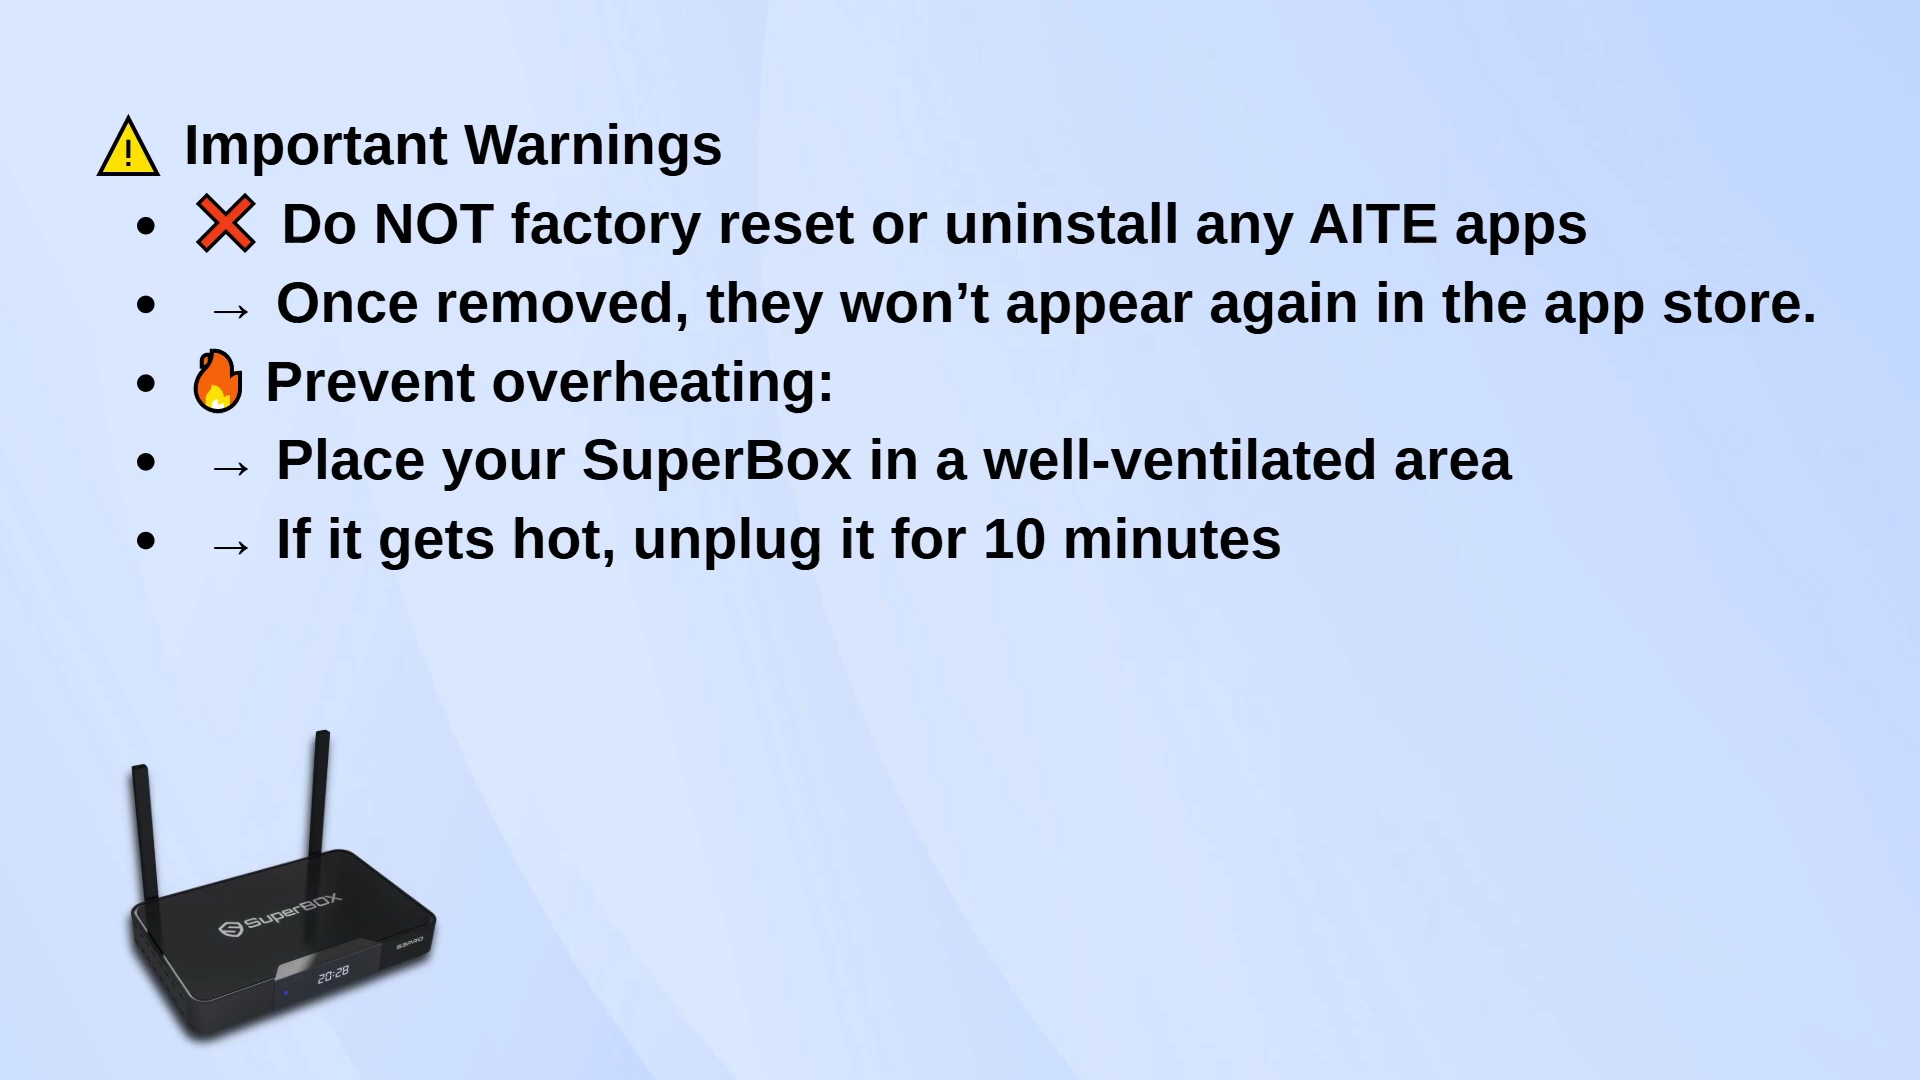 ⚠️ Important Warnings
• ❌ Do NOT factory reset or uninstall any AITE apps
• → Once removed, they won’t appear again in the app store.
• 🔥 Prevent overheating:
• → Place your SuperBox in a well-ventilated area
• → If it gets hot, unplug it for 10 minutes
SuperBOX
S3PRO
20:28